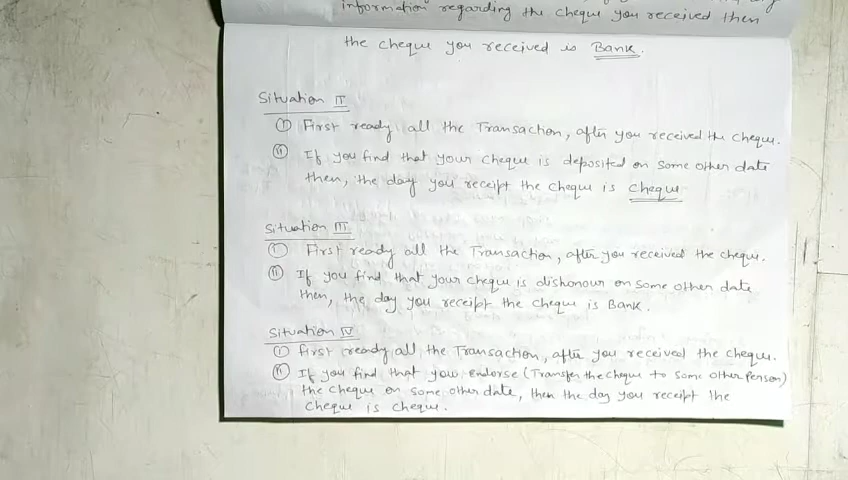 information regarding the cheque you received then
the cheque you received is Bank.
Situation II
(I) First ready all the Transaction, after you received the cheque.
(II) If you find that your cheque is deposited on some other date
then, the day you receipt the cheque is cheque
Situation III
(I) First ready all the Transaction, after you received the cheque.
(II) If you find that your cheque is dishonour on some other date
then, the day you receipt the cheque is Bank.
Situation IV
(I) First ready all the Transaction, after you received the cheque.
(II) If you find that you endorse (Transfer the cheque to some other person)
the cheque on some other date, then the day you receipt the
cheque is cheque.